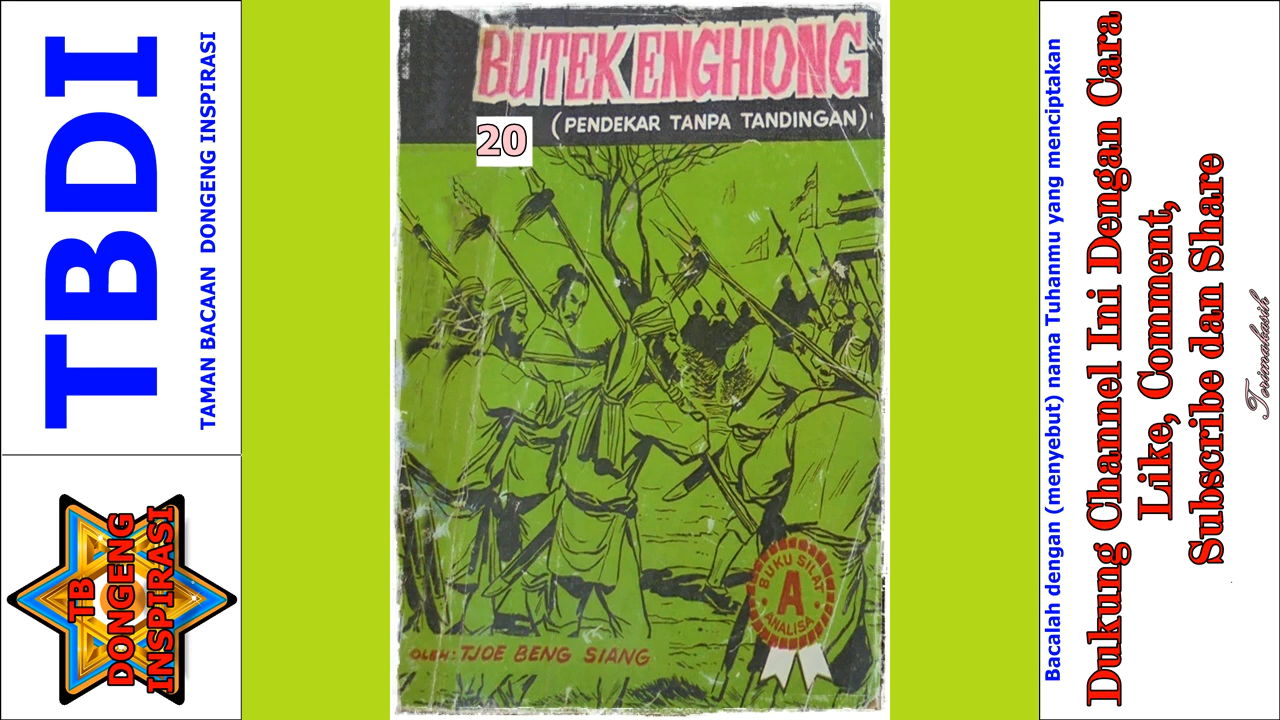 TBDI
TAMAN BACAAN DONGENG INSPIRASI
TB
DONGENG
INSPIRASI
BUTEK ENGHIONG
(PENDEKAR TANPA TANDINGAN)
20
BUKU SILAT
A
ANALISA
OLEH: TJOE BENG SIANG
Bacalah dengan (menyebut) nama Tuhanmu yang menciptakan
Dukung Channel Ini Dengan Cara
Like, Comment,
Subscribe dan Share
Terimakasih